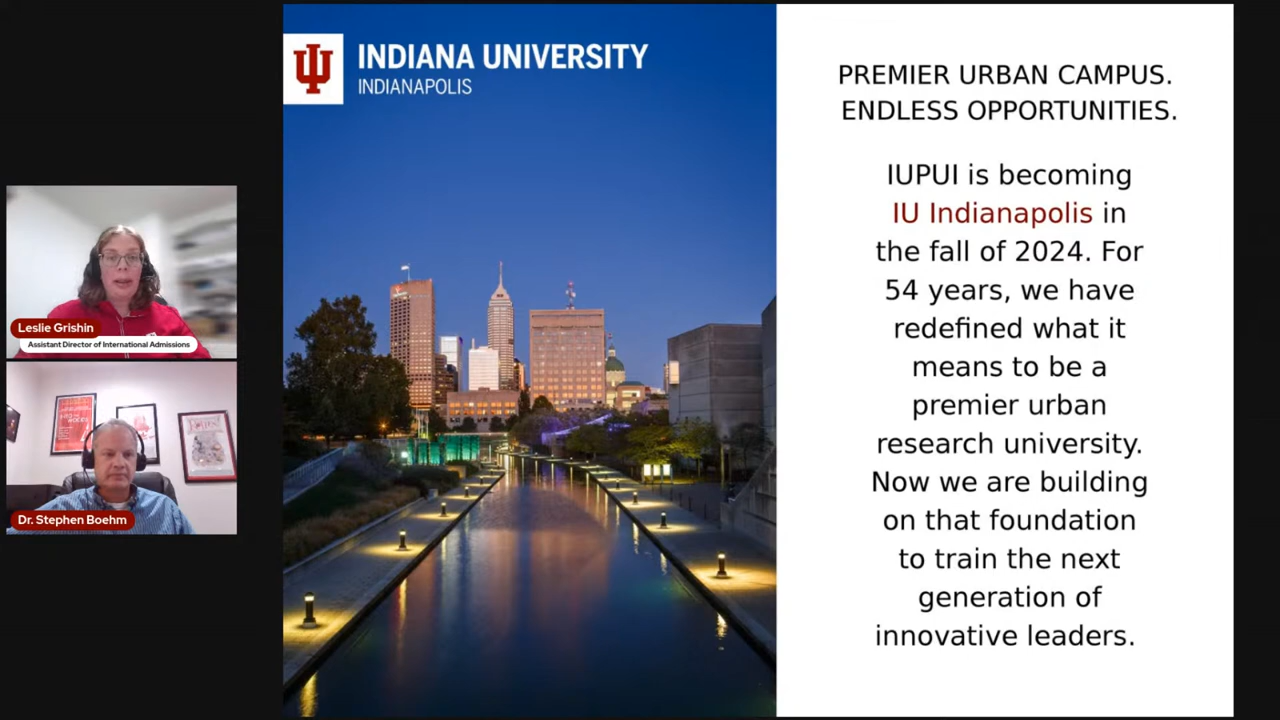 INDIANA UNIVERSITY
INDIANAPOLIS
PREMIER URBAN CAMPUS.
ENDLESS OPPORTUNITIES.
IUPUI is becoming
IU Indianapolis in
the fall of 2024. For
54 years, we have
redefined what it
means to be a
premier urban
research university.
Now we are building
on that foundation
to train the next
generation of
innovative leaders.
Leslie Grishin
Assistant Director of International Admissions
Dr. Stephen Boehm